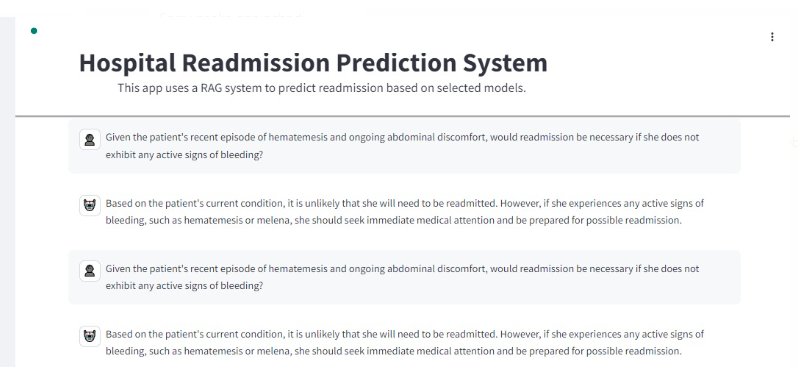 Hospital Readmission Prediction System
This app uses a RAG system to predict readmission based on selected models.
Given the patient's recent episode of hematemesis and ongoing abdominal discomfort, would readmission be necessary if she does not
exhibit any active signs of bleeding?
Based on the patient's current condition, it is unlikely that she will need to be readmitted. However, if she experiences any active signs of
bleeding, such as hematemesis or melena, she should seek immediate medical attention and be prepared for possible readmission.
Given the patient's recent episode of hematemesis and ongoing abdominal discomfort, would readmission be necessary if she does not
exhibit any active signs of bleeding?
Based on the patient's current condition, it is unlikely that she will need to be readmitted. However, if she experiences any active signs of
bleeding, such as hematemesis or melena, she should seek immediate medical attention and be prepared for possible readmission.